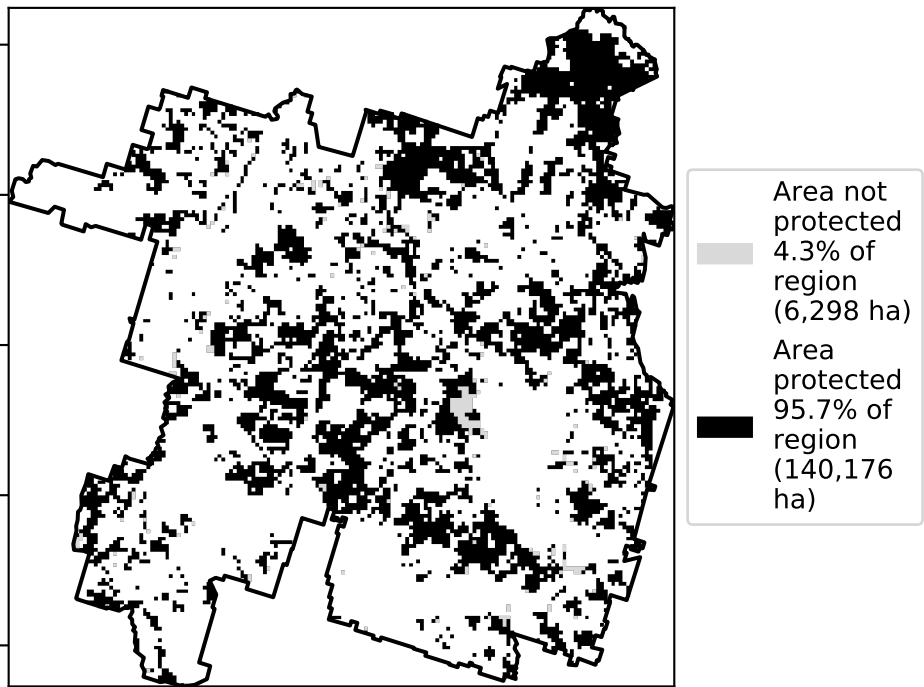 Area not
protected
4.3% of
region
(6,298 ha)
Area
protected
95.7% of
region
(140,176
ha)